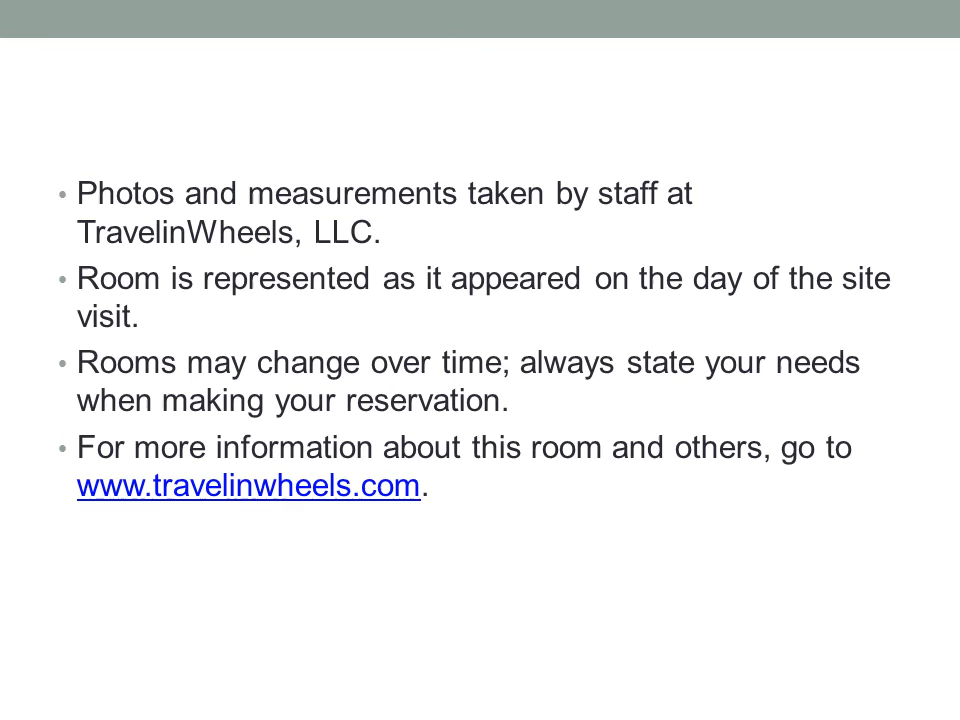 • Photos and measurements taken by staff at
TravelinWheels, LLC.
• Room is represented as it appeared on the day of the site
visit.
• Rooms may change over time; always state your needs
when making your reservation.
• For more information about this room and others, go to
www.travelinwheels.com.